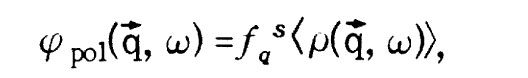 φ_pol(q⃗, ω) = f_q^s⟨ρ(q⃗, ω)⟩,